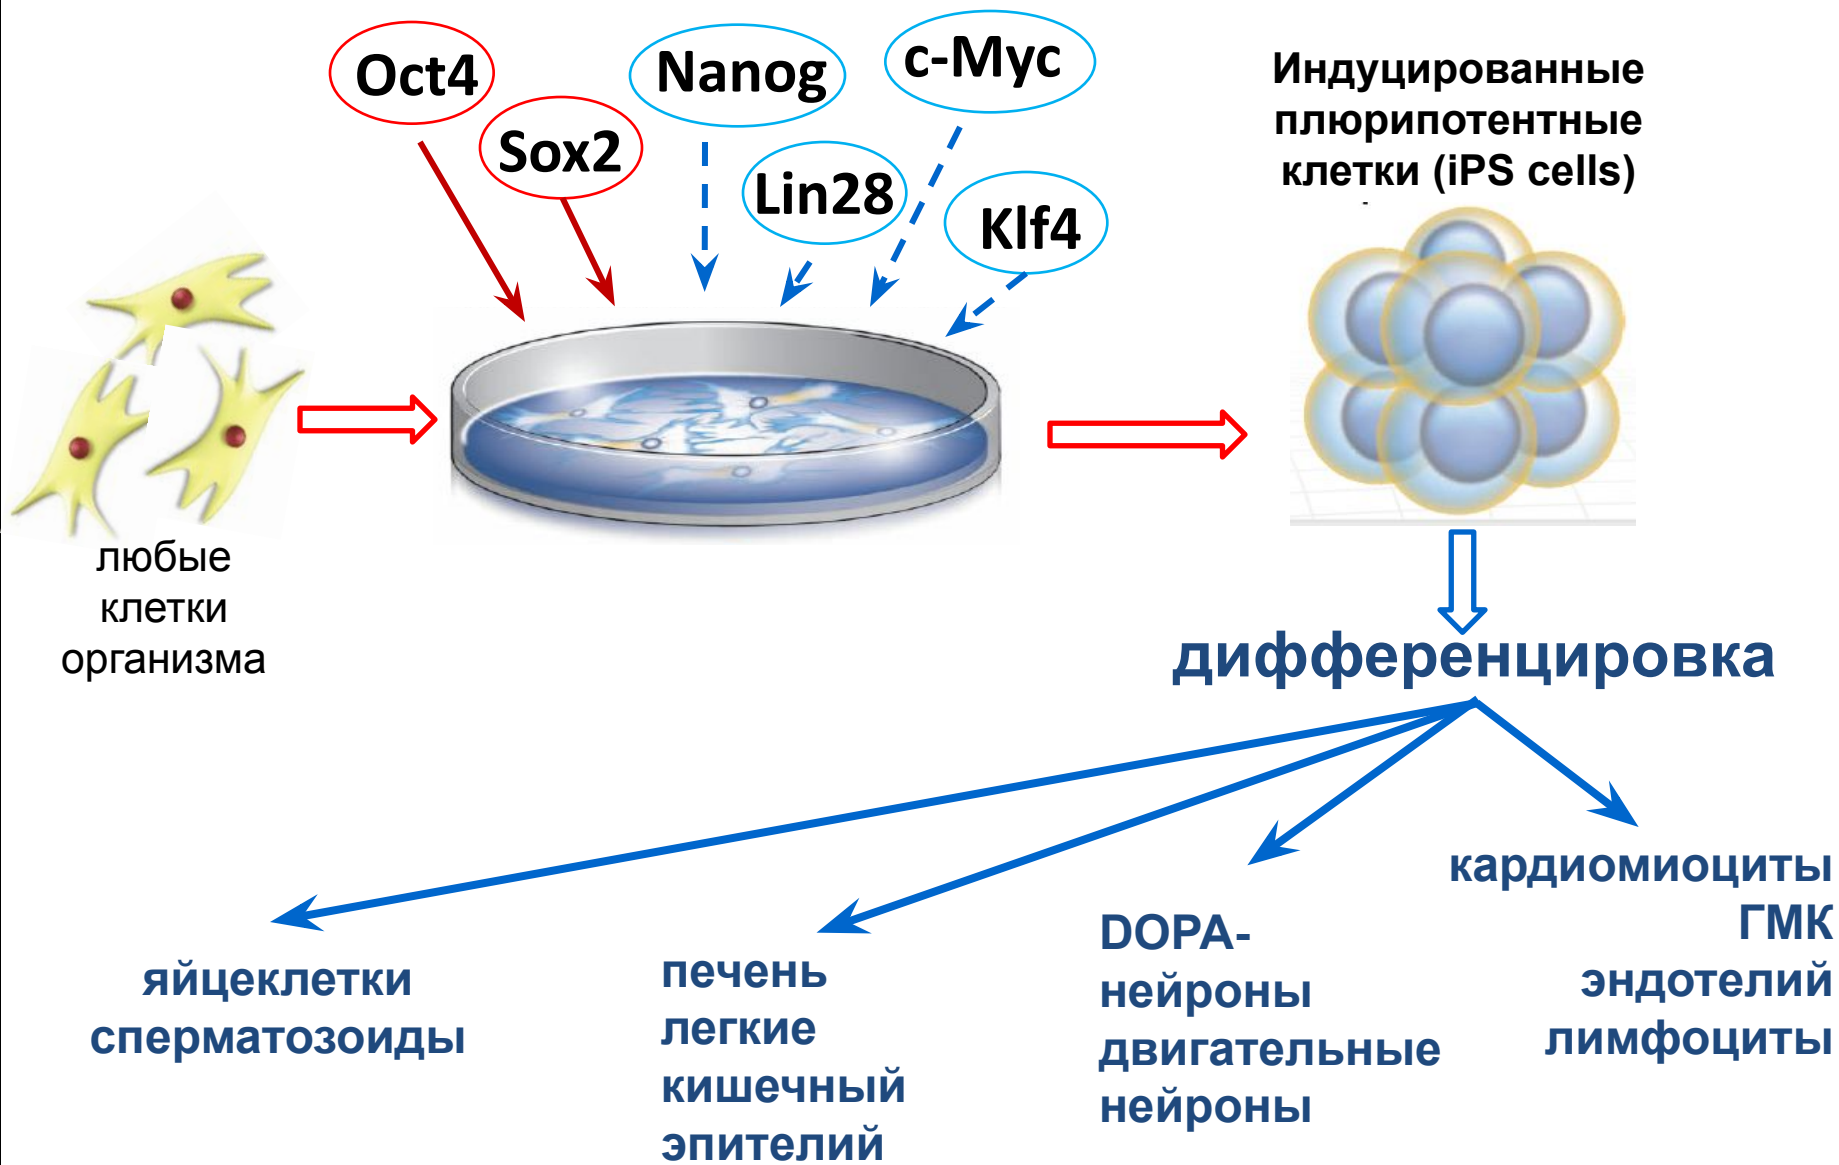 Oct4
Sox2
Nanog
Lin28
c-Myc
Klf4
Индуцированные
плюрипотентные
клетки (iPS cells)
любые
клетки
организма
дифференцировка
яйцеклетки
сперматозоиды
печень
легкие
кишечный
эпителий
DOPA-
нейроны
двигательные
нейроны
кардиомиоциты
ГМК
эндотелий
лимфоциты